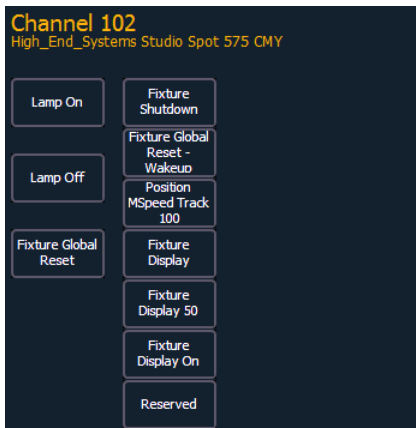 Channel 102
High_End_Systems Studio Spot 575 CMY
Lamp On
Lamp Off
Fixture Global
Reset
Fixture
Shutdown
Fixture Global
Reset -
Wakeup
Position
MSpeed Track
100
Fixture
Display
Fixture
Display 50
Fixture
Display On
Reserved